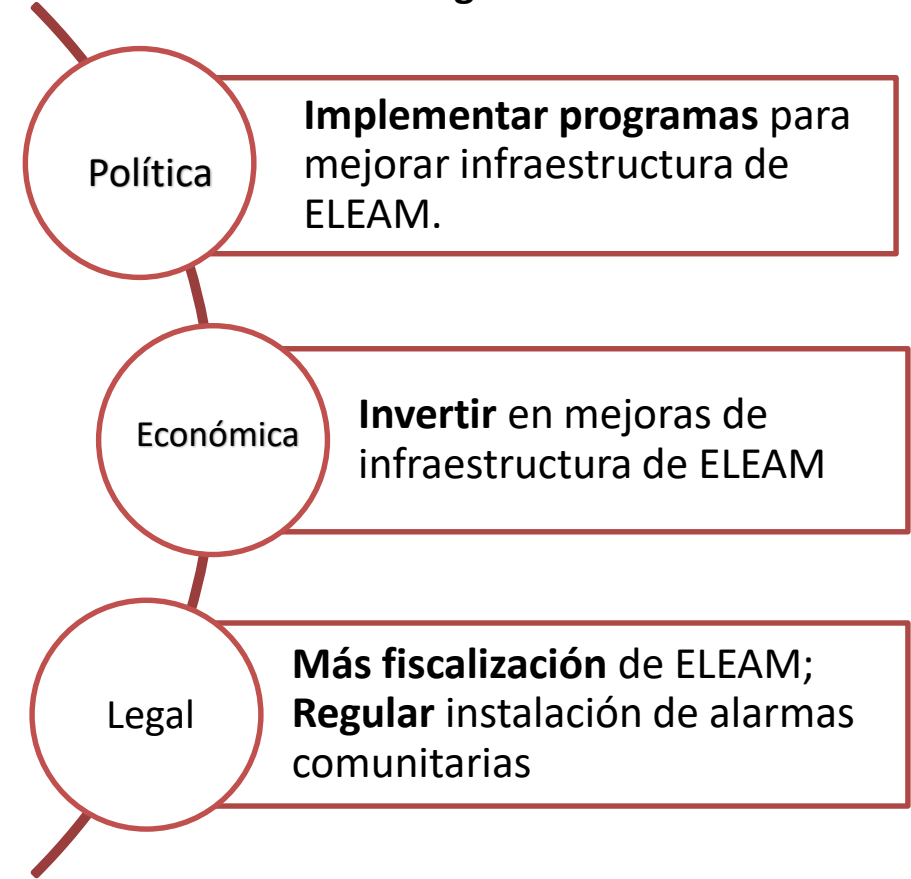 Política
Implementar programas para
mejorar infraestructura de
ELEAM.
Económica
Invertir en mejoras de
infraestructura de ELEAM
Legal
Más fiscalización de ELEAM;
Regular instalación de alarmas
comunitarias